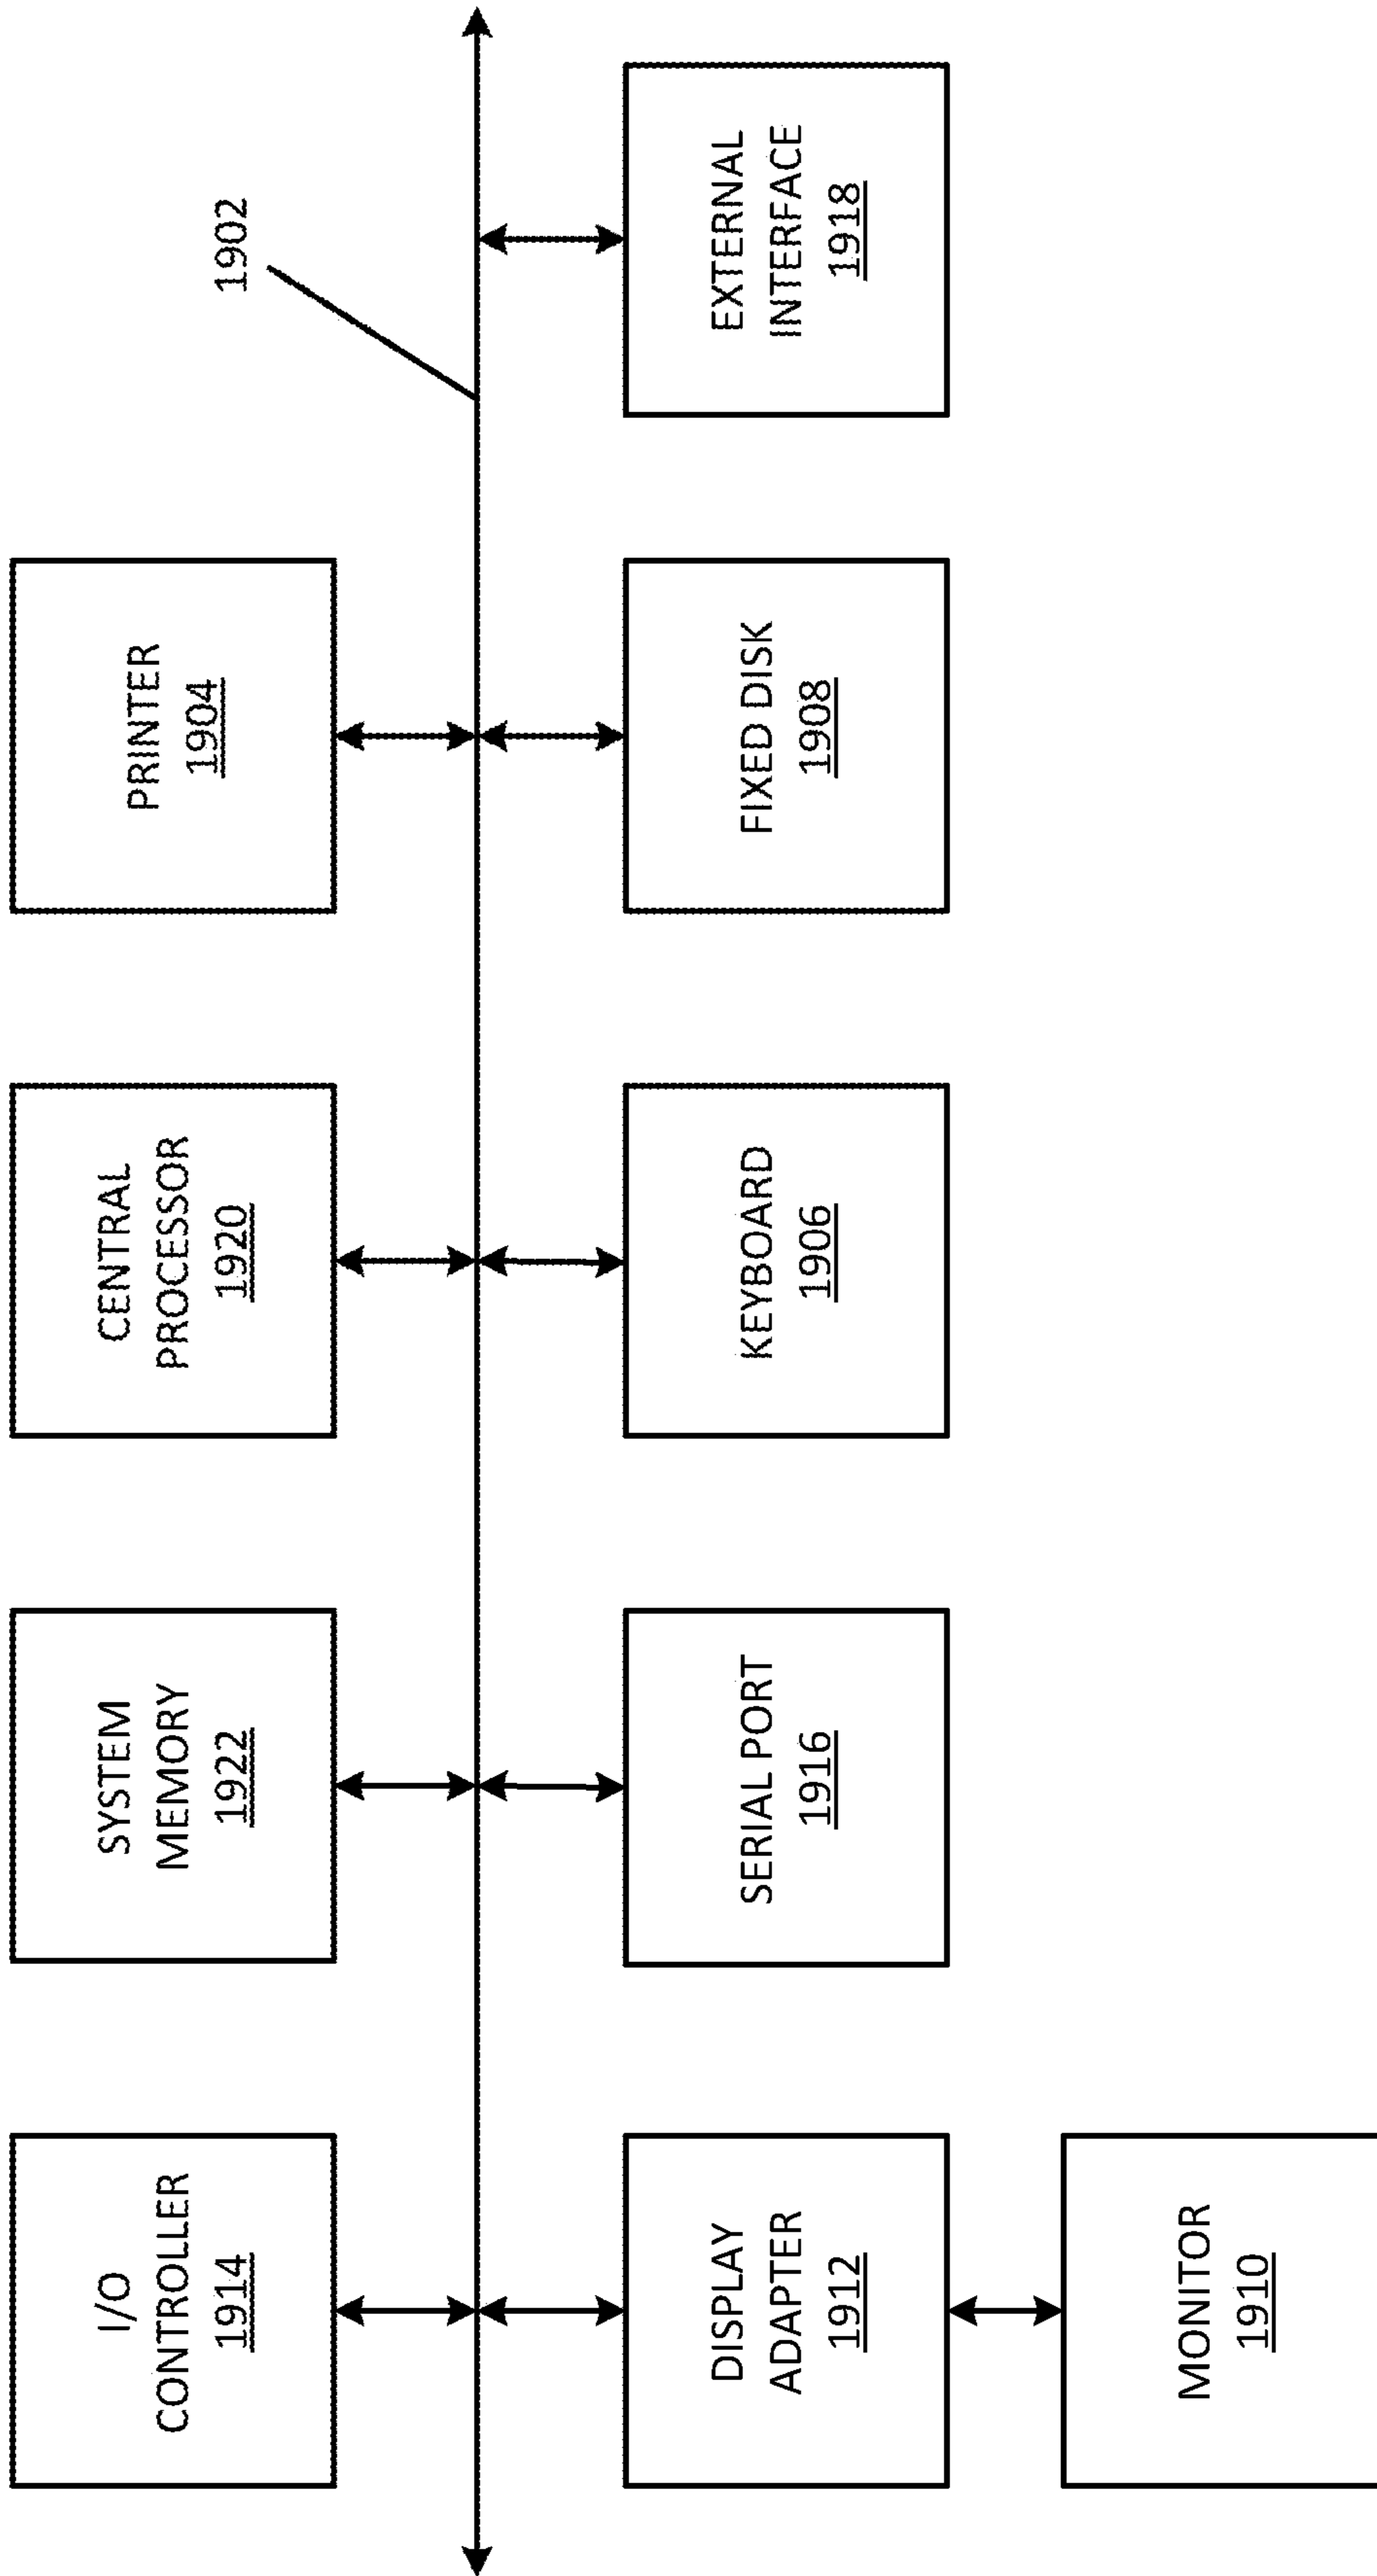 I/O
CONTROLLER
1914
SYSTEM
MEMORY
1922
CENTRAL
PROCESSOR
1920
PRINTER
1904
1902
DISPLAY
ADAPTER
1912
SERIAL PORT
1916
KEYBOARD
1906
FIXED DISK
1908
EXTERNAL
INTERFACE
1918
MONITOR
1910